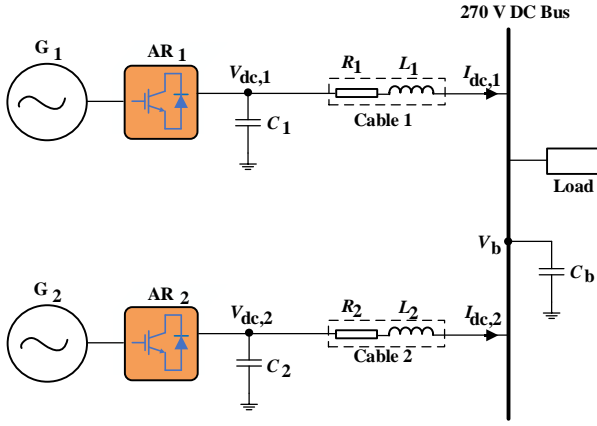 270 V DC Bus
G1
AR1
Vdc,1
R1
L1
Idc,1
C1
Cable 1
Load
Vb
Cb
G2
AR2
Vdc,2
R2
L2
Idc,2
C2
Cable 2